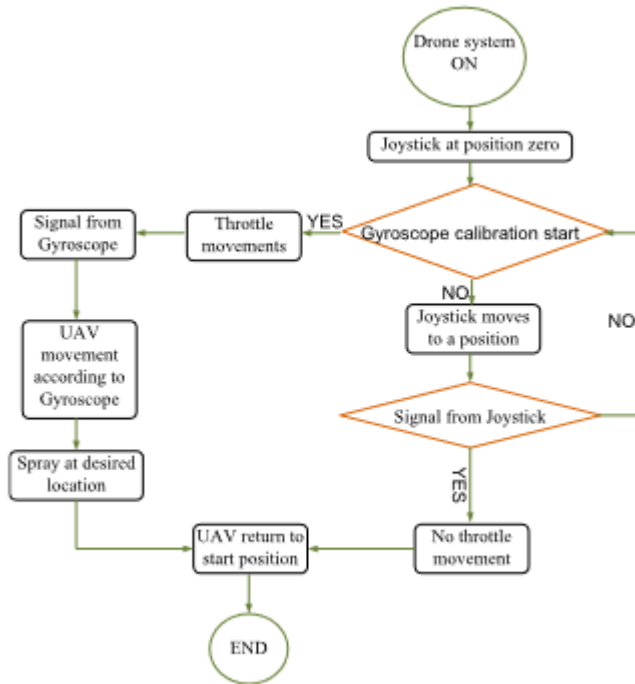 Drone system
ON
Joystick at position zero
Gyroscope calibration start
YES
Throttle
movements
Signal from
Gyroscope
UAV
movement
according to
Gyroscope
Spray at desired
location
NO
Joystick moves
to a position
NO
Signal from Joystick
YES
No throttle
movement
UAV return to
start position
END